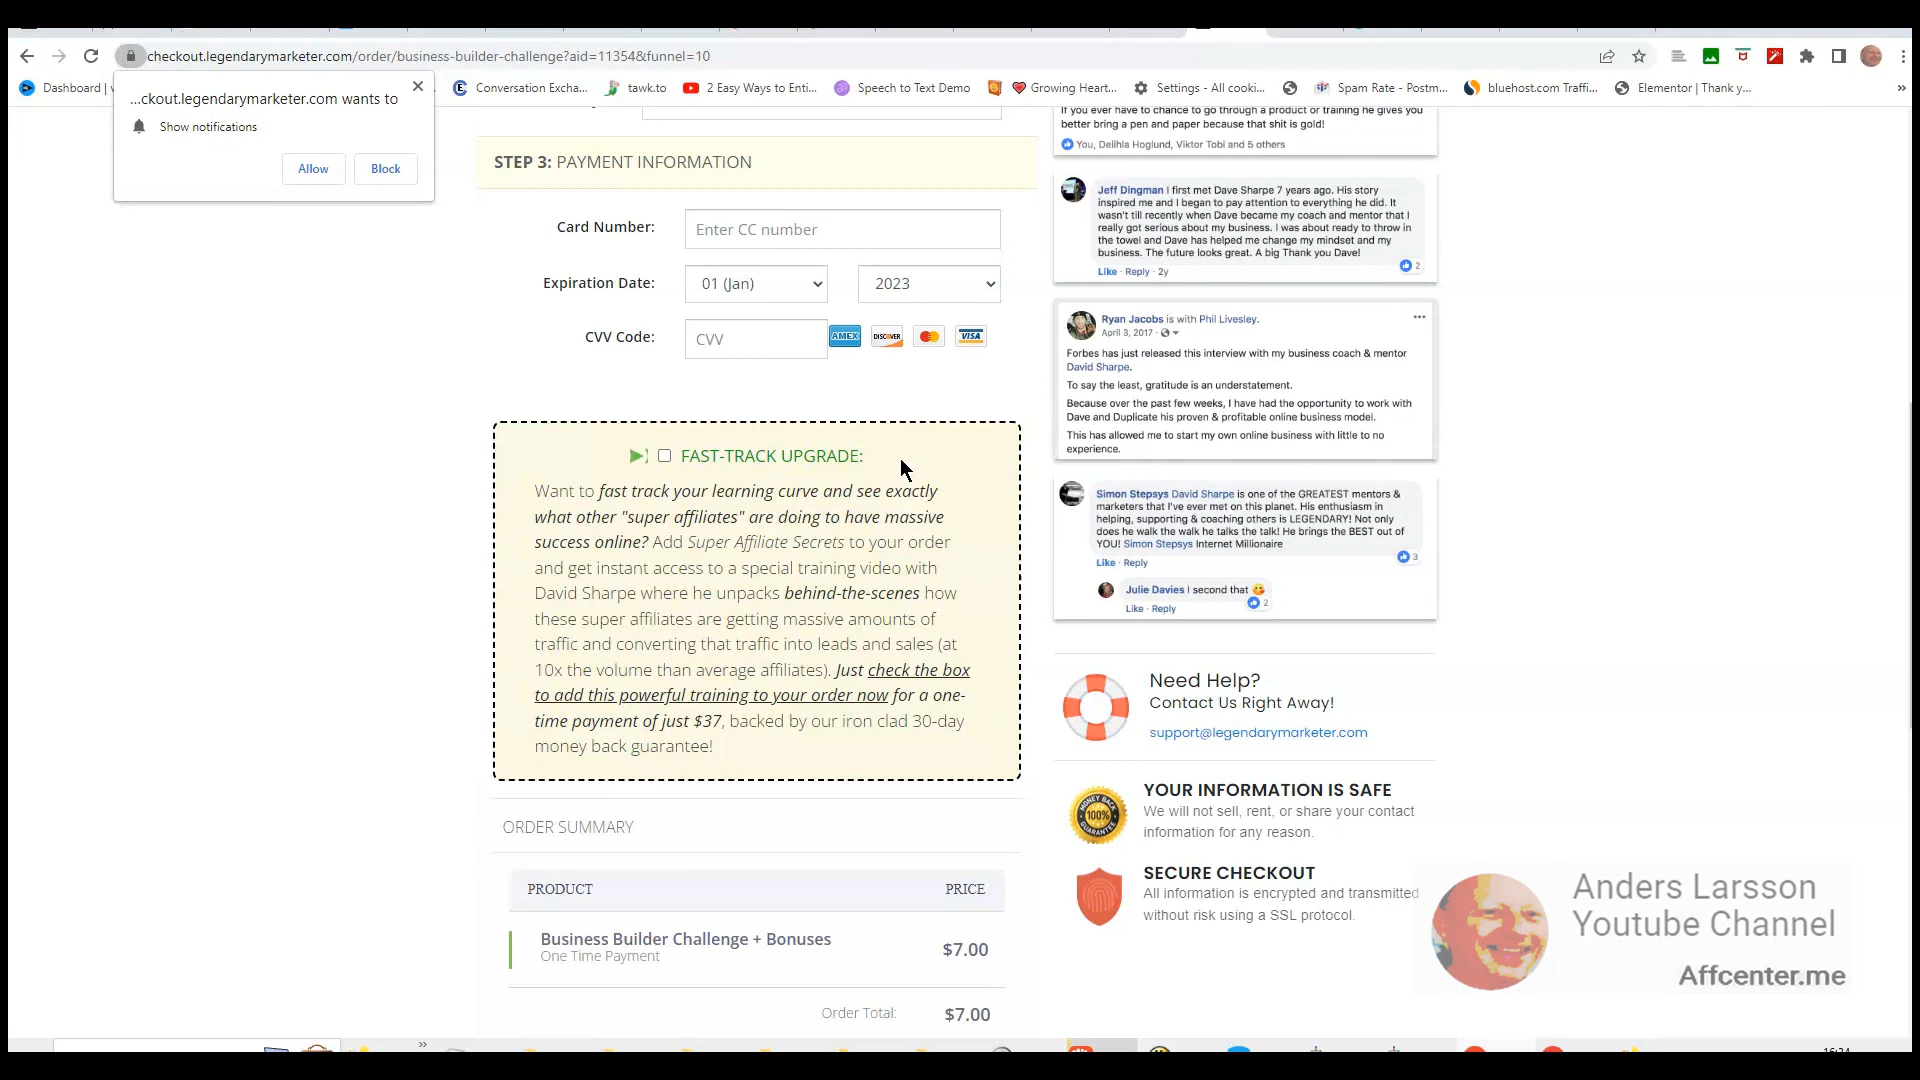 checkout.legendarymarketer.com/order/business-builder-challenge?aid=11354&funnel=10
Dashboard |
Conversation Excha...
tawk.to
2 Easy Ways to Enti...
Speech to Text Demo
Growing Heart...
Settings - All cooki...
Spam Rate - Postm...
bluehost.com Traffi...
Elementor | Thank y...
»
...ckout.legendarymarketer.com wants to
Show notifications
Allow
Block
STEP 3: PAYMENT INFORMATION
Card Number:
Enter CC number
Expiration Date:
01 (Jan)
2023
CVV Code:
CVV
AMEX
DISCOVER
VISA
FAST-TRACK UPGRADE:
Want to fast track your learning curve and see exactly
what other "super affiliates" are doing to have massive
success online? Add Super Affiliate Secrets to your order
and get instant access to a special training video with
David Sharpe where he unpacks behind-the-scenes how
these super affiliates are getting massive amounts of
traffic and converting that traffic into leads and sales (at
10x the volume than average affiliates). Just check the box
to add this powerful training to your order now for a one-
time payment of just $37, backed by our iron clad 30-day
money back guarantee!
ORDER SUMMARY
PRODUCT
PRICE
Business Builder Challenge + Bonuses
One Time Payment
$7.00
Order Total:
$7.00
If you ever have to chance to go through a product or training he gives you
better bring a pen and paper because that shit is gold!
You, Delihla Hoglund, Viktor Tobi and 5 others
Jeff Dingman I first met Dave Sharpe 7 years ago. His story
inspired me and I began to pay attention to everything he did. It
wasn't till recently when Dave became my coach and mentor that I
really got serious about my business. I was about ready to throw in
the towel and Dave has helped me change my mindset and my
business. The future looks great. A big Thank you Dave!
2
Like · Reply · 2y
Ryan Jacobs is with Phil Livesley.
April 3, 2017 ·
Forbes has just released this interview with my business coach & mentor
David Sharpe.
To say the least, gratitude is an understatement.
Because over the past few weeks, I have had the opportunity to work with
Dave and Duplicate his proven & profitable online business model.
This has allowed me to start my own online business with little to no
experience.
Simon Stepsys David Sharpe is one of the GREATEST mentors &
marketers that I've ever met on this planet. His enthusiasm in
helping, supporting & coaching others is LEGENDARY! Not only
does he walk the walk he talks the talk! He brings the BEST out of
YOU! Simon Stepsys Internet Millionaire
3
Like · Reply
Julie Davies I second that
2
Like · Reply
Need Help?
Contact Us Right Away!
support@legendarymarketer.com
MONEY BACK
100%
YOUR INFORMATION IS SAFE
We will not sell, rent, or share your contact
information for any reason.
SECURE CHECKOUT
All information is encrypted and transmitted
without risk using a SSL protocol.
Anders Larsson
Youtube Channel
Affcenter.me
»